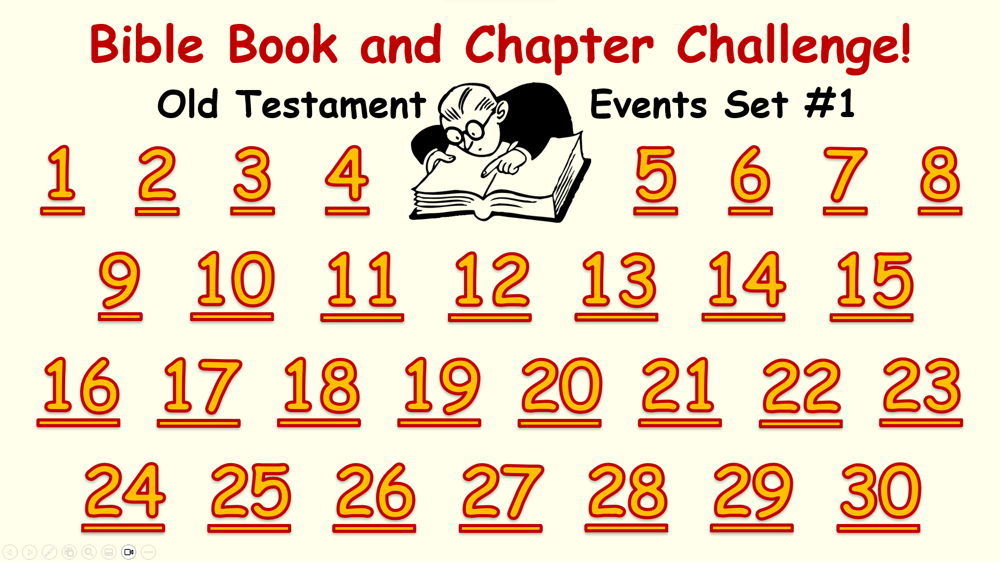 Bible Book and Chapter Challenge!
Old Testament Events Set #1
1 2 3 4 5 6 7 8
9 10 11 12 13 14 15
16 17 18 19 20 21 22 23
24 25 26 27 28 29 30